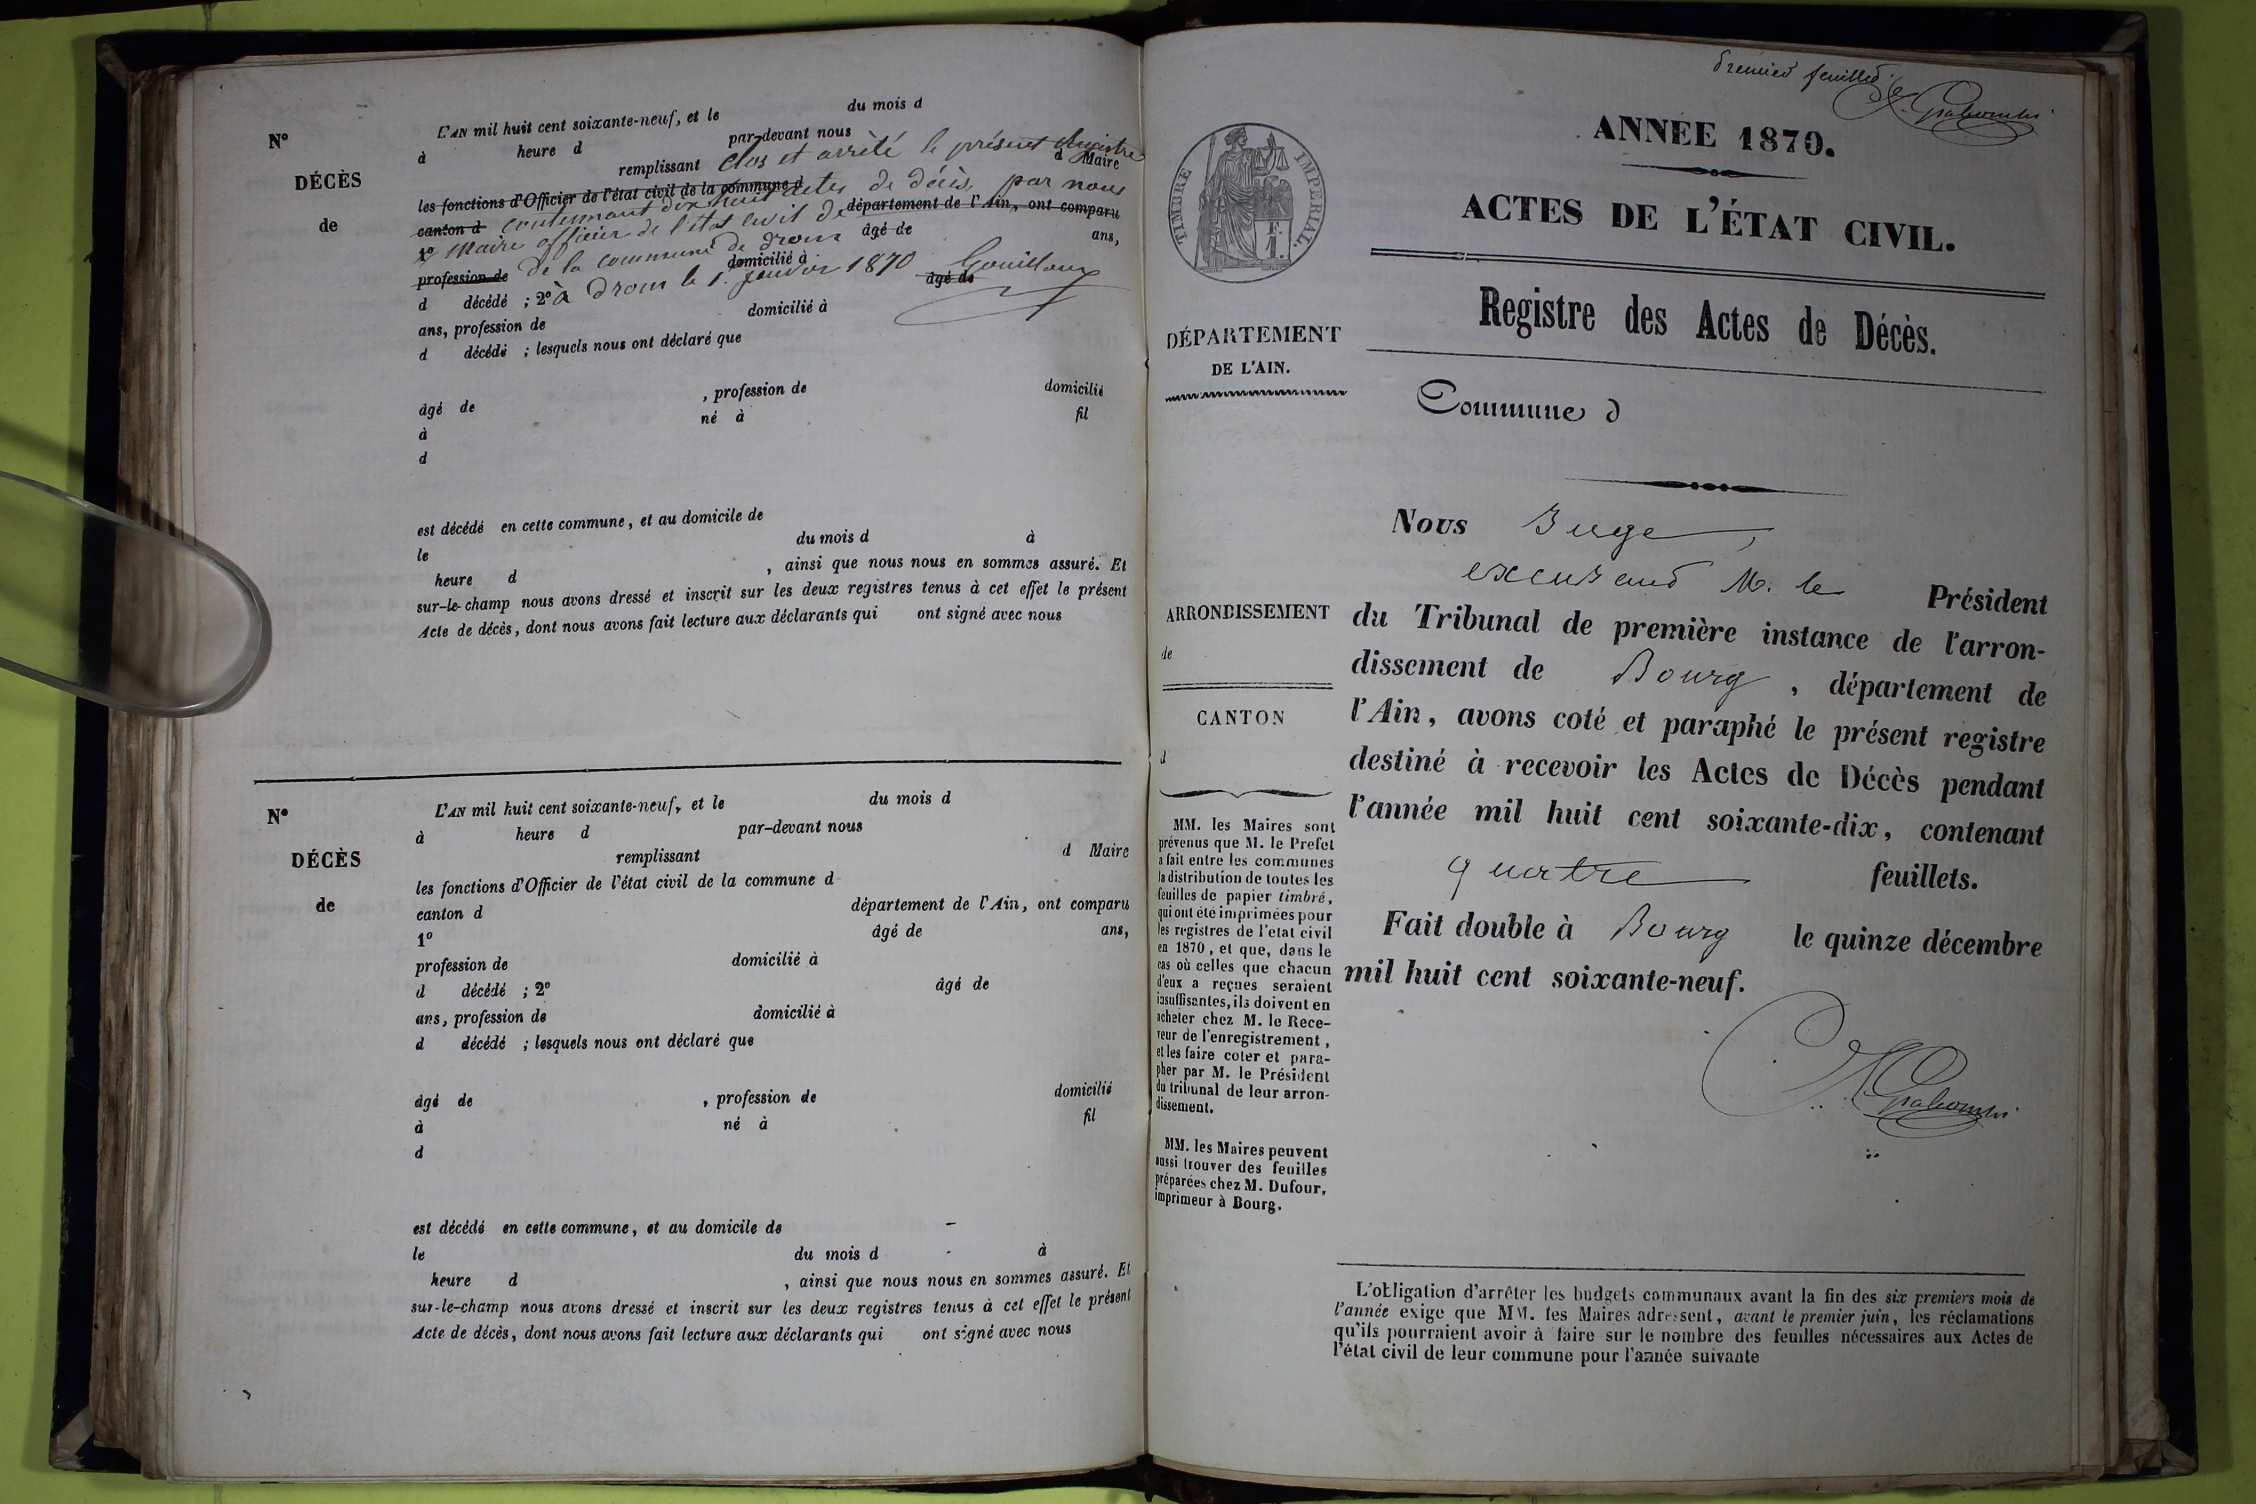 N°
DÉCÈS
de
L'AN mil huit cent soixante-neuf, et le du mois d
à heure d par-devant nous
remplissant clos et arrêté le présent Registre d Maire
les fonctions d'Officier de l'état civil de la commune d
contenant dix huit actes de décès par nous
canton d département de l'Ain, ont comparu
1° Maire officier de l'état civil de âgé de ans,
de la commune de drom
profession de domicilié à
à drom le 1. janvier 1870 Gouilloux
d décédé ; 2° âgé de
ans, profession de domicilié à
d décédé ; lesquels nous ont déclaré que
âgé de , profession de domicilié
à né à fil
d
est décédé en cette commune, et au domicile de
le du mois d à
heure d , ainsi que nous nous en sommes assuré. Et
sur-le-champ nous avons dressé et inscrit sur les deux registres tenus à cet effet le présent
Acte de décès, dont nous avons fait lecture aux déclarants qui ont signé avec nous
N°
DÉCÈS
de
L'AN mil huit cent soixante-neuf, et le du mois d
à heure d par-devant nous
remplissant d Maire
les fonctions d'Officier de l'état civil de la commune d
canton d département de l'Ain, ont comparu
1° âgé de ans,
profession de domicilié à
d décédé ; 2° âgé de
ans, profession de domicilié à
d décédé ; lesquels nous ont déclaré que
âgé de , profession de domicilié
à né à fil
d
est décédé en cette commune, et au domicile de
le du mois d à
heure d , ainsi que nous nous en sommes assuré. Et
sur-le-champ nous avons dressé et inscrit sur les deux registres tenus à cet effet le présent
Acte de décès, dont nous avons fait lecture aux déclarants qui ont signé avec nous
premier feuillet
TIMBRE IMPÉRIAL.
F.
1.
ANNÉE 1870.
ACTES DE L'ÉTAT CIVIL.
Registre des Actes de Décès.
DÉPARTEMENT
DE L'AIN.
Commune d
ARRONDISSEMENT
de
CANTON
d
MM. les Maires sont
prévenus que M. le Préfet
a fait entre les communes
la distribution de toutes les
feuilles de papier timbré,
qui ont été imprimées pour
les registres de l'état civil
en 1870, et que, dans le
cas où celles que chacun
d'eux a reçues seraient
insuffisantes, ils doivent en
acheter chez M. le Rece-
veur de l'enregistrement,
et les faire coter et para-
pher par M. le Président
du tribunal de leur arron-
dissement.
MM. les Maires peuvent
aussi trouver des feuilles
préparées chez M. Dufour,
imprimeur à Bourg.
Nous Juge,
excusant M. le Président
du Tribunal de première instance de l'arron-
dissement de Bourg, département de
l'Ain, avons coté et paraphé le présent registre
destiné à recevoir les Actes de Décès pendant
l'année mil huit cent soixante-dix, contenant
quatre feuillets.
Fait double à Bourg le quinze décembre
mil huit cent soixante-neuf.
L'obligation d'arrêter les budgets communaux avant la fin des six premiers mois de
l'année exige que MM. les Maires adressent, avant le premier juin, les réclamations
qu'ils pourraient avoir à faire sur le nombre des feuilles nécessaires aux Actes de
l'état civil de leur commune pour l'année suivante